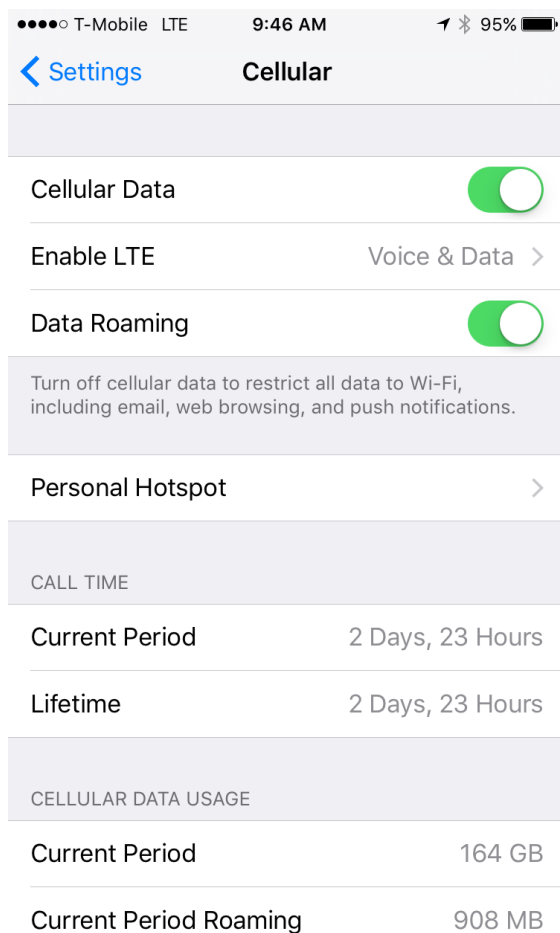 T-Mobile LTE 9:46 AM 95%
Settings Cellular
Cellular Data
Enable LTE Voice & Data
Data Roaming
Turn off cellular data to restrict all data to Wi-Fi,
including email, web browsing, and push notifications.
Personal Hotspot
CALL TIME
Current Period 2 Days, 23 Hours
Lifetime 2 Days, 23 Hours
CELLULAR DATA USAGE
Current Period 164 GB
Current Period Roaming 908 MB